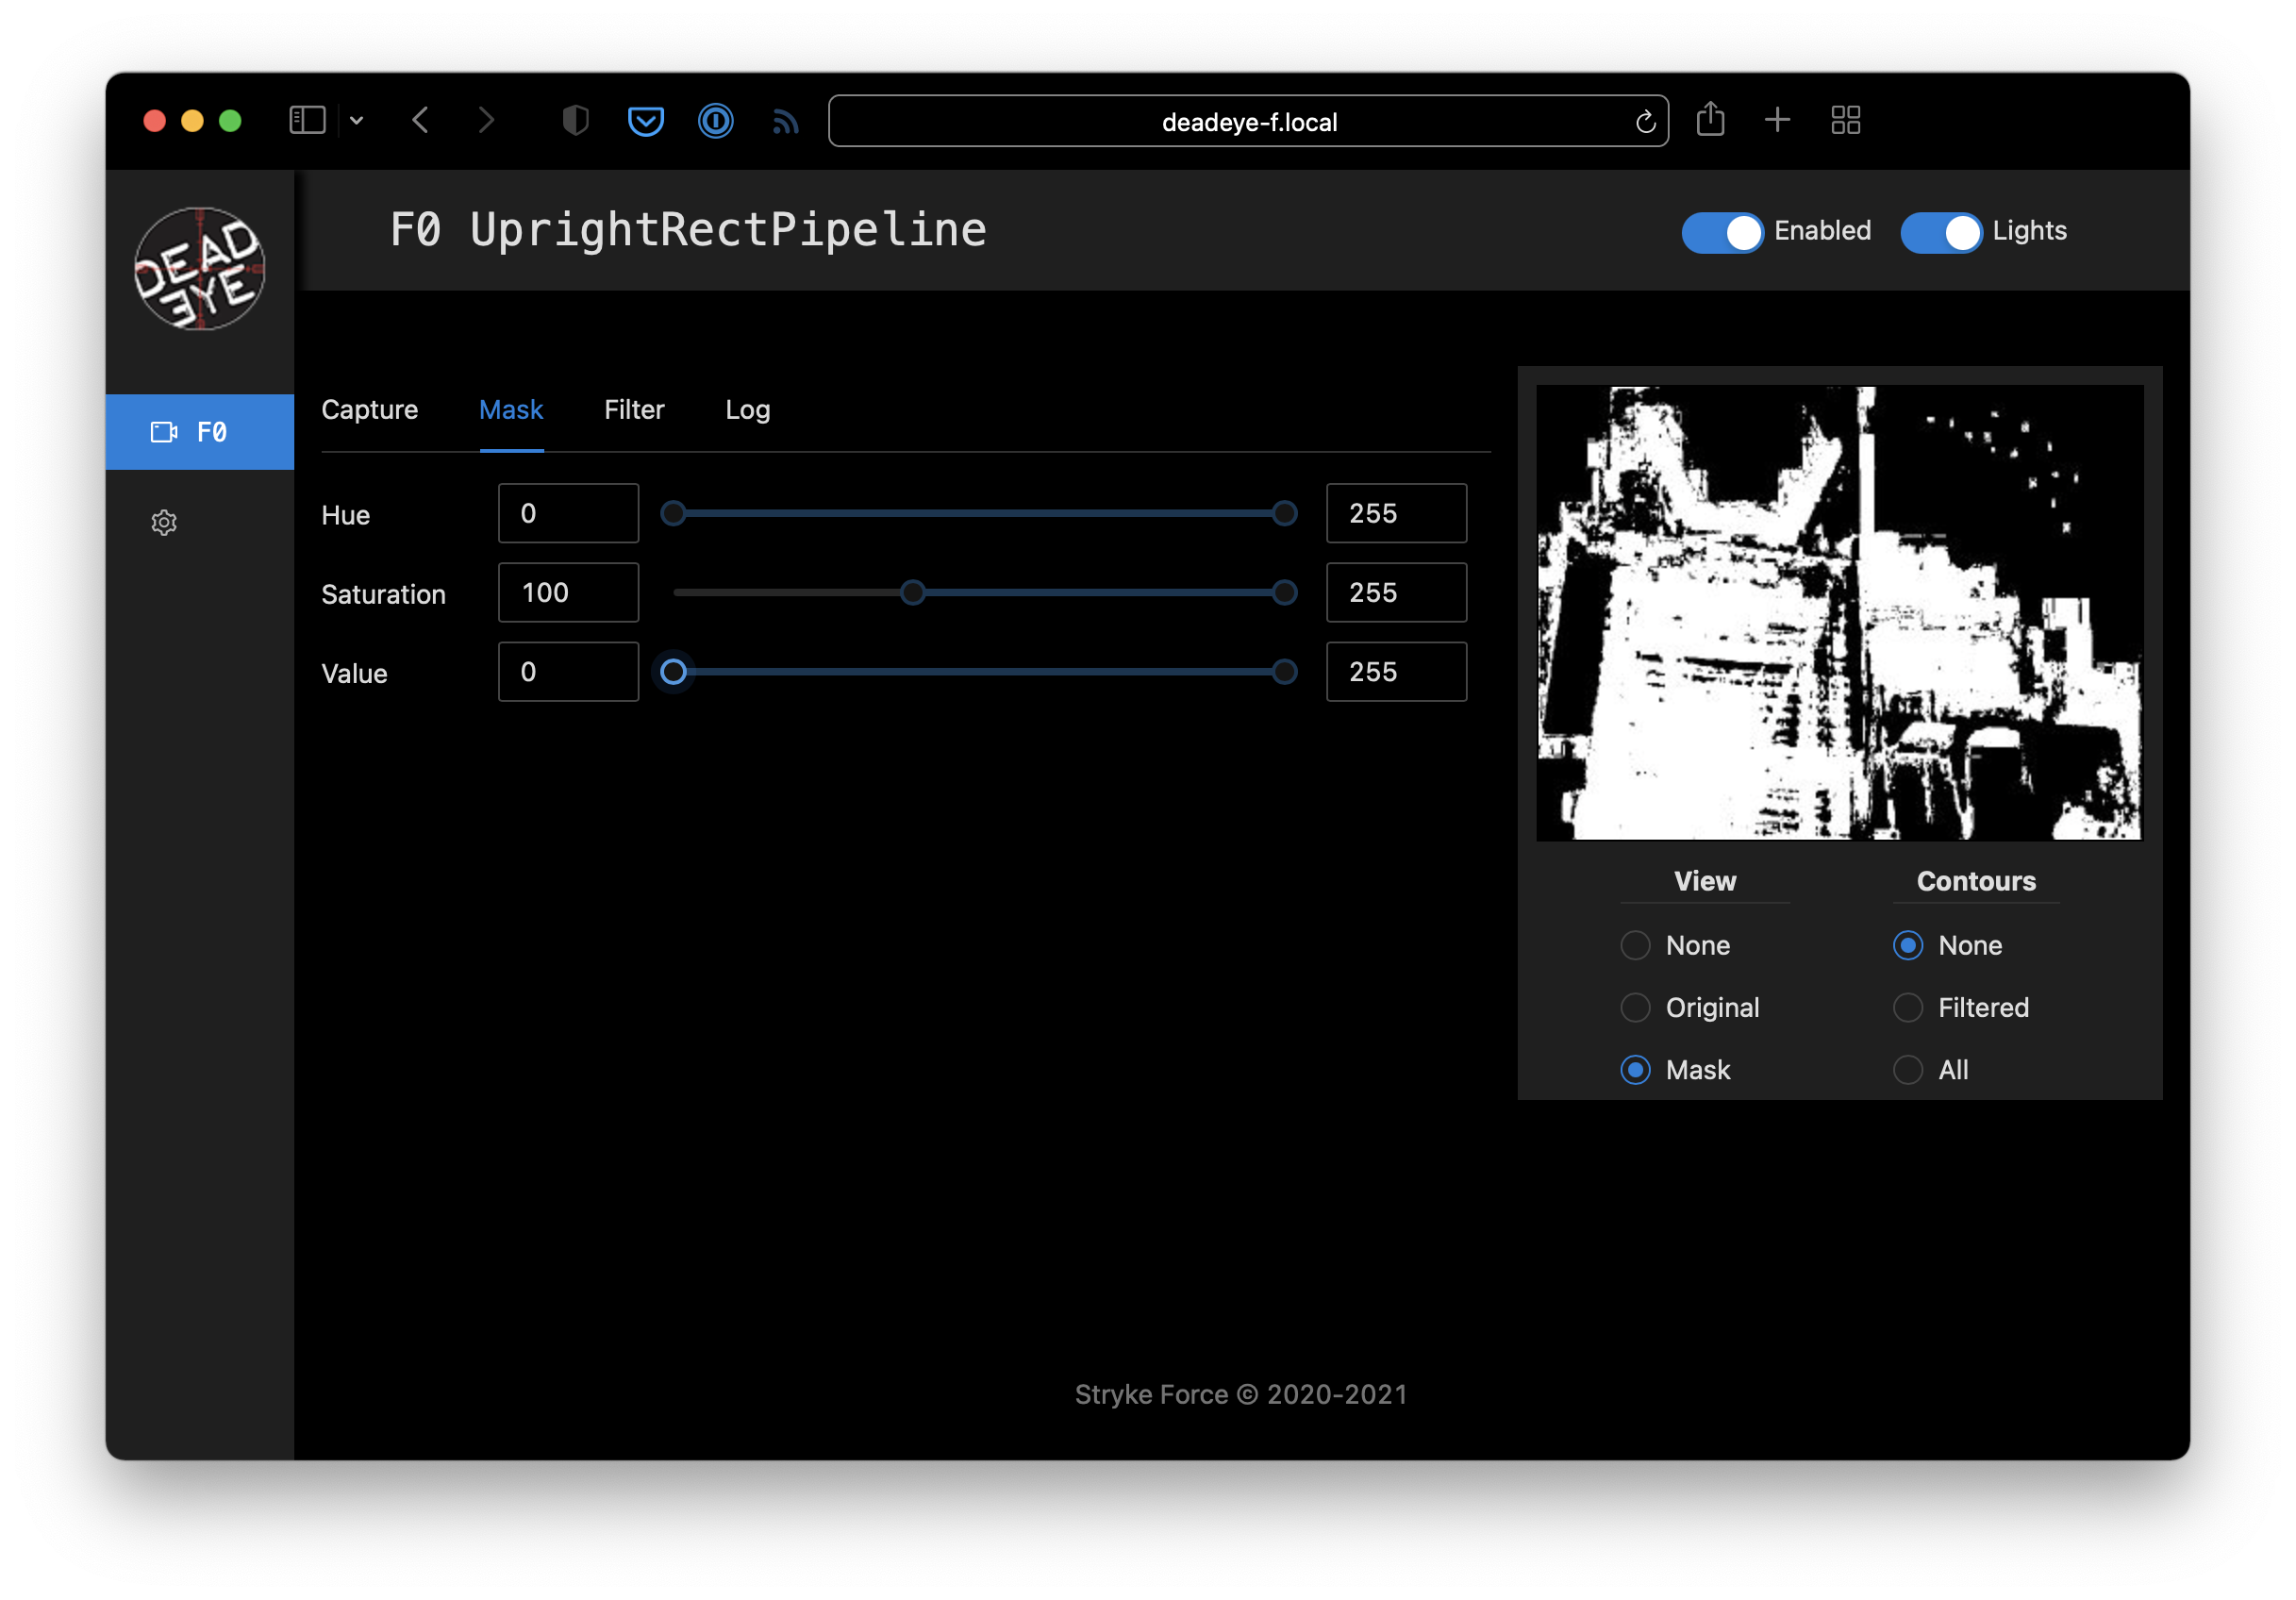 deadeye-f.local
DEAD
EYE
F0 UprightRectPipeline
Enabled
Lights
F0
Capture
Mask
Filter
Log
Hue
0
255
Saturation
100
255
Value
0
255
View
Contours
None
None
Original
Filtered
Mask
All
Stryke Force © 2020-2021